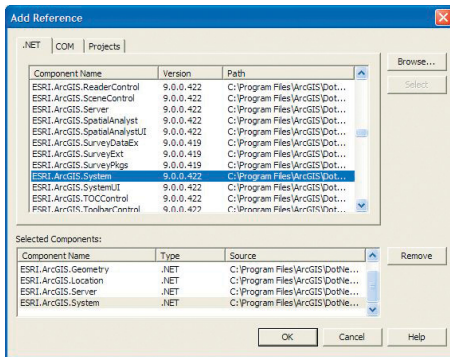 Add Reference
.NET COM Projects
Browse...
Select
Component Name Version Path
ESRI.ArcGIS.ReaderControl 9.0.0.422 C:\Program Files\ArcGIS\Dot...
ESRI.ArcGIS.SceneControl 9.0.0.422 C:\Program Files\ArcGIS\Dot...
ESRI.ArcGIS.Server 9.0.0.422 C:\Program Files\ArcGIS\Dot...
ESRI.ArcGIS.SpatialAnalyst 9.0.0.422 C:\Program Files\ArcGIS\Dot...
ESRI.ArcGIS.SpatialAnalystUI 9.0.0.422 C:\Program Files\ArcGIS\Dot...
ESRI.ArcGIS.SurveyDataEx 9.0.0.419 C:\Program Files\ArcGIS\Dot...
ESRI.ArcGIS.SurveyExt 9.0.0.419 C:\Program Files\ArcGIS\Dot...
ESRI.ArcGIS.SurveyPkgs 9.0.0.419 C:\Program Files\ArcGIS\Dot...
ESRI.ArcGIS.System 9.0.0.422 C:\Program Files\ArcGIS\Dot...
ESRI.ArcGIS.SystemUI 9.0.0.422 C:\Program Files\ArcGIS\Dot...
ESRI.ArcGIS.TOCControl 9.0.0.422 C:\Program Files\ArcGIS\Dot...
ESRI.ArcGIS.ToolbarControl 9.0.0.422 C:\Program Files\ArcGIS\Dot...
Selected Components:
Component Name Type Source
Remove
ESRI.ArcGIS.Geometry .NET C:\Program Files\ArcGIS\DotNe...
ESRI.ArcGIS.Location .NET C:\Program Files\ArcGIS\DotNe...
ESRI.ArcGIS.Server .NET C:\Program Files\ArcGIS\DotNe...
ESRI.ArcGIS.System .NET C:\Program Files\ArcGIS\DotNe...
OK Cancel Help